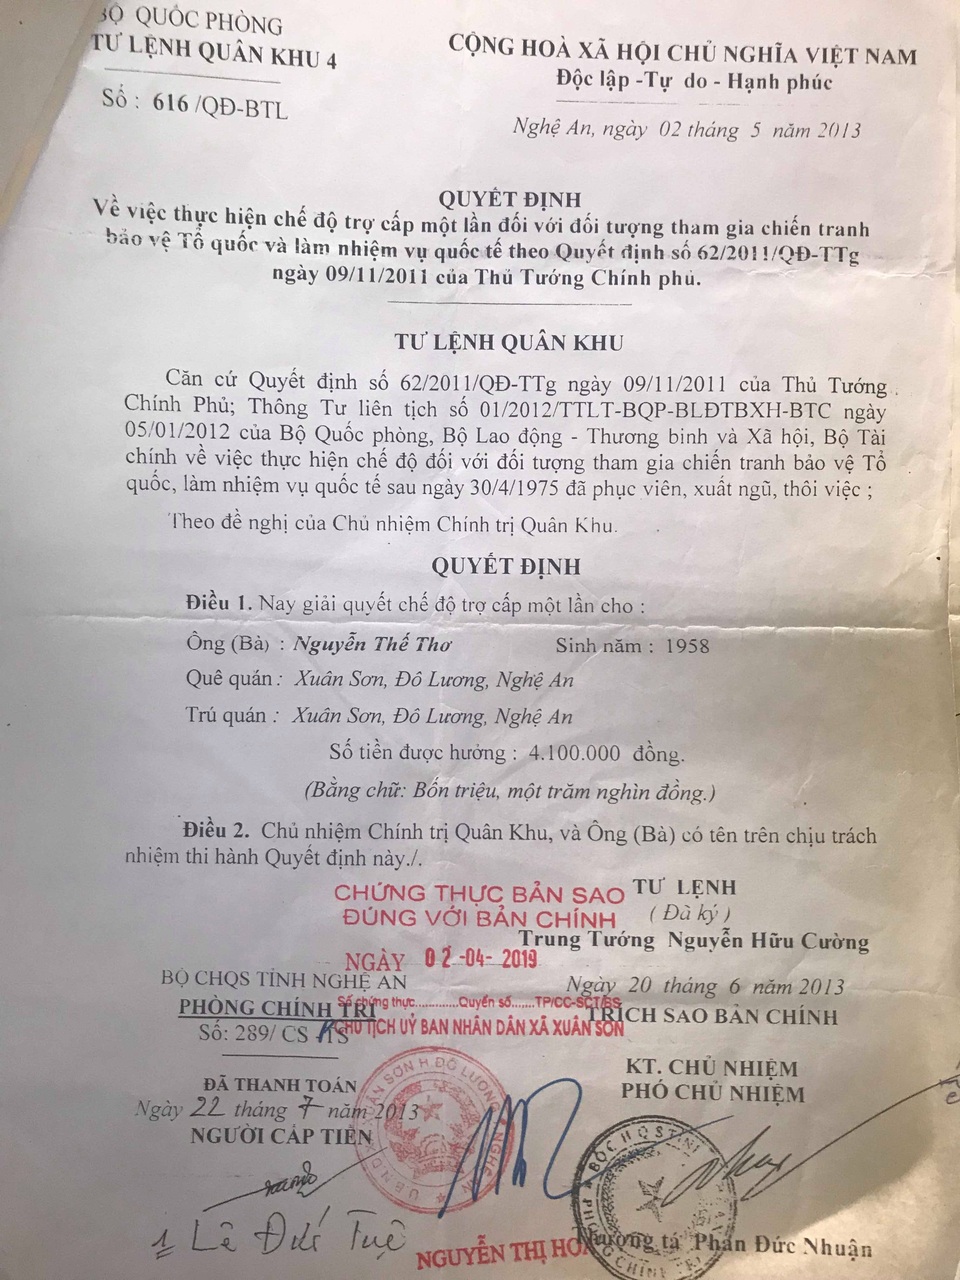 BỘ QUỐC PHÒNG
TƯ LỆNH QUÂN KHU 4
Số : 616 /QĐ-BTL
CỘNG HOÀ XÃ HỘI CHỦ NGHĨA VIỆT NAM
Độc lập -Tự do - Hạnh phúc
Nghệ An, ngày 02 tháng 5 năm 2013
QUYẾT ĐỊNH
Về việc thực hiện chế độ trợ cấp một lần đối với đối tượng tham gia chiến tranh
bảo vệ Tổ quốc và làm nhiệm vụ quốc tế theo Quyết định số 62/2011/QĐ-TTg
ngày 09/11/2011 của Thủ Tướng Chính phủ.
TƯ LỆNH QUÂN KHU
Căn cứ Quyết định số 62/2011/QĐ-TTg ngày 09/11/2011 của Thủ Tướng
Chính Phủ; Thông Tư liên tịch số 01/2012/TTLT-BQP-BLĐTBXH-BTC ngày
05/01/2012 của Bộ Quốc phòng, Bộ Lao động - Thương binh và Xã hội, Bộ Tài
chính về việc thực hiện chế độ đối với đối tượng tham gia chiến tranh bảo vệ Tổ
quốc, làm nhiệm vụ quốc tế sau ngày 30/4/1975 đã phục viên, xuất ngũ, thôi việc ;
Theo đề nghị của Chủ nhiệm Chính trị Quân Khu.
QUYẾT ĐỊNH
Điều 1. Nay giải quyết chế độ trợ cấp một lần cho :
Ông (Bà) : Nguyễn Thế Thơ Sinh năm : 1958
Quê quán : Xuân Sơn, Đô Lương, Nghệ An
Trú quán : Xuân Sơn, Đô Lương, Nghệ An
Số tiền được hưởng : 4.100.000 đồng.
(Bằng chữ: Bốn triệu, một trăm nghìn đồng.)
Điều 2. Chủ nhiệm Chính trị Quân Khu, và Ông (Bà) có tên trên chịu trách
nhiệm thi hành Quyết định này./.
CHỨNG THỰC BẢN SAO
ĐÚNG VỚI BẢN CHÍNH
NGÀY 02 -04- 2019
Số chứng thực............Quyển số......TP/CC-SCT/BS
CHỦ TỊCH UỶ BAN NHÂN DÂN XÃ XUÂN SƠN
TƯ LỆNH
( Đã ký )
Trung Tướng Nguyễn Hữu Cường
BỘ CHQS TỈNH NGHỆ AN
PHÒNG CHÍNH TRỊ
Số: 289/ CS
Ngày 20 tháng 6 năm 2013
TRÍCH SAO BẢN CHÍNH
KT. CHỦ NHIỆM
PHÓ CHỦ NHIỆM
ĐÃ THANH TOÁN
Ngày 22 tháng 7 năm 2013
NGƯỜI CẤP TIỀN
Lê Đức Tuệ
NGUYỄN THỊ
Thượng tá Phan Đức Nhuận